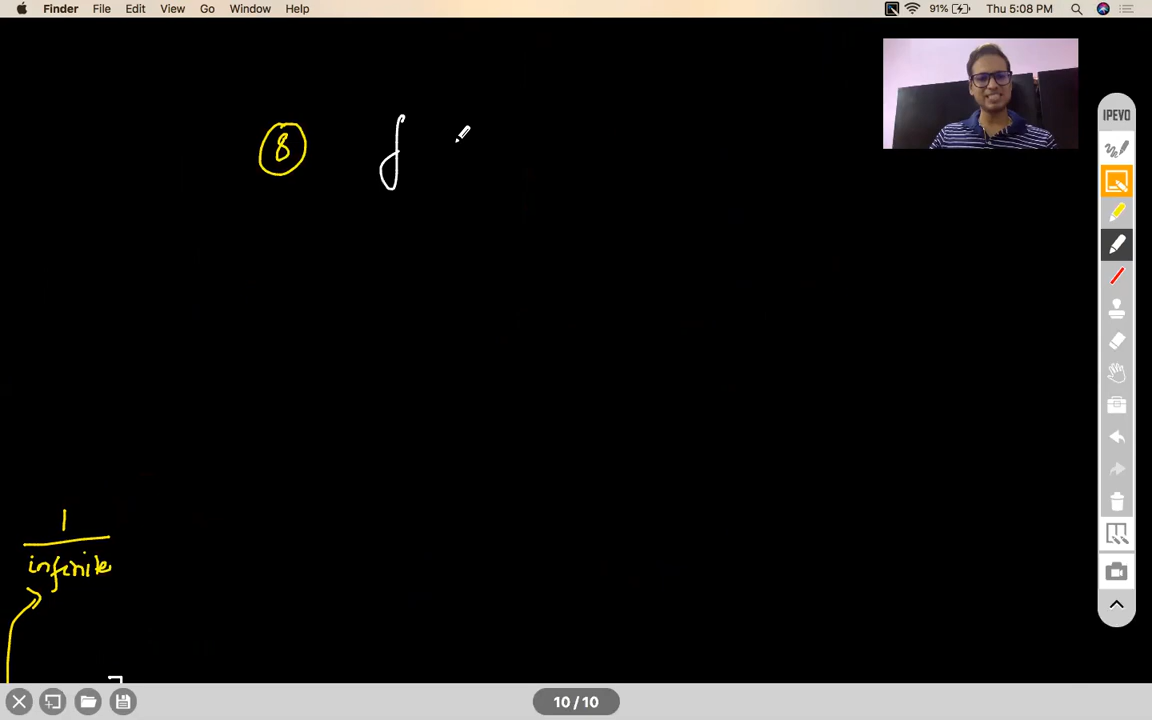 Finder File Edit View Go Window Help 91% Thu 5:08 PM
IPEVO
8 f
1
infinite
10 / 10